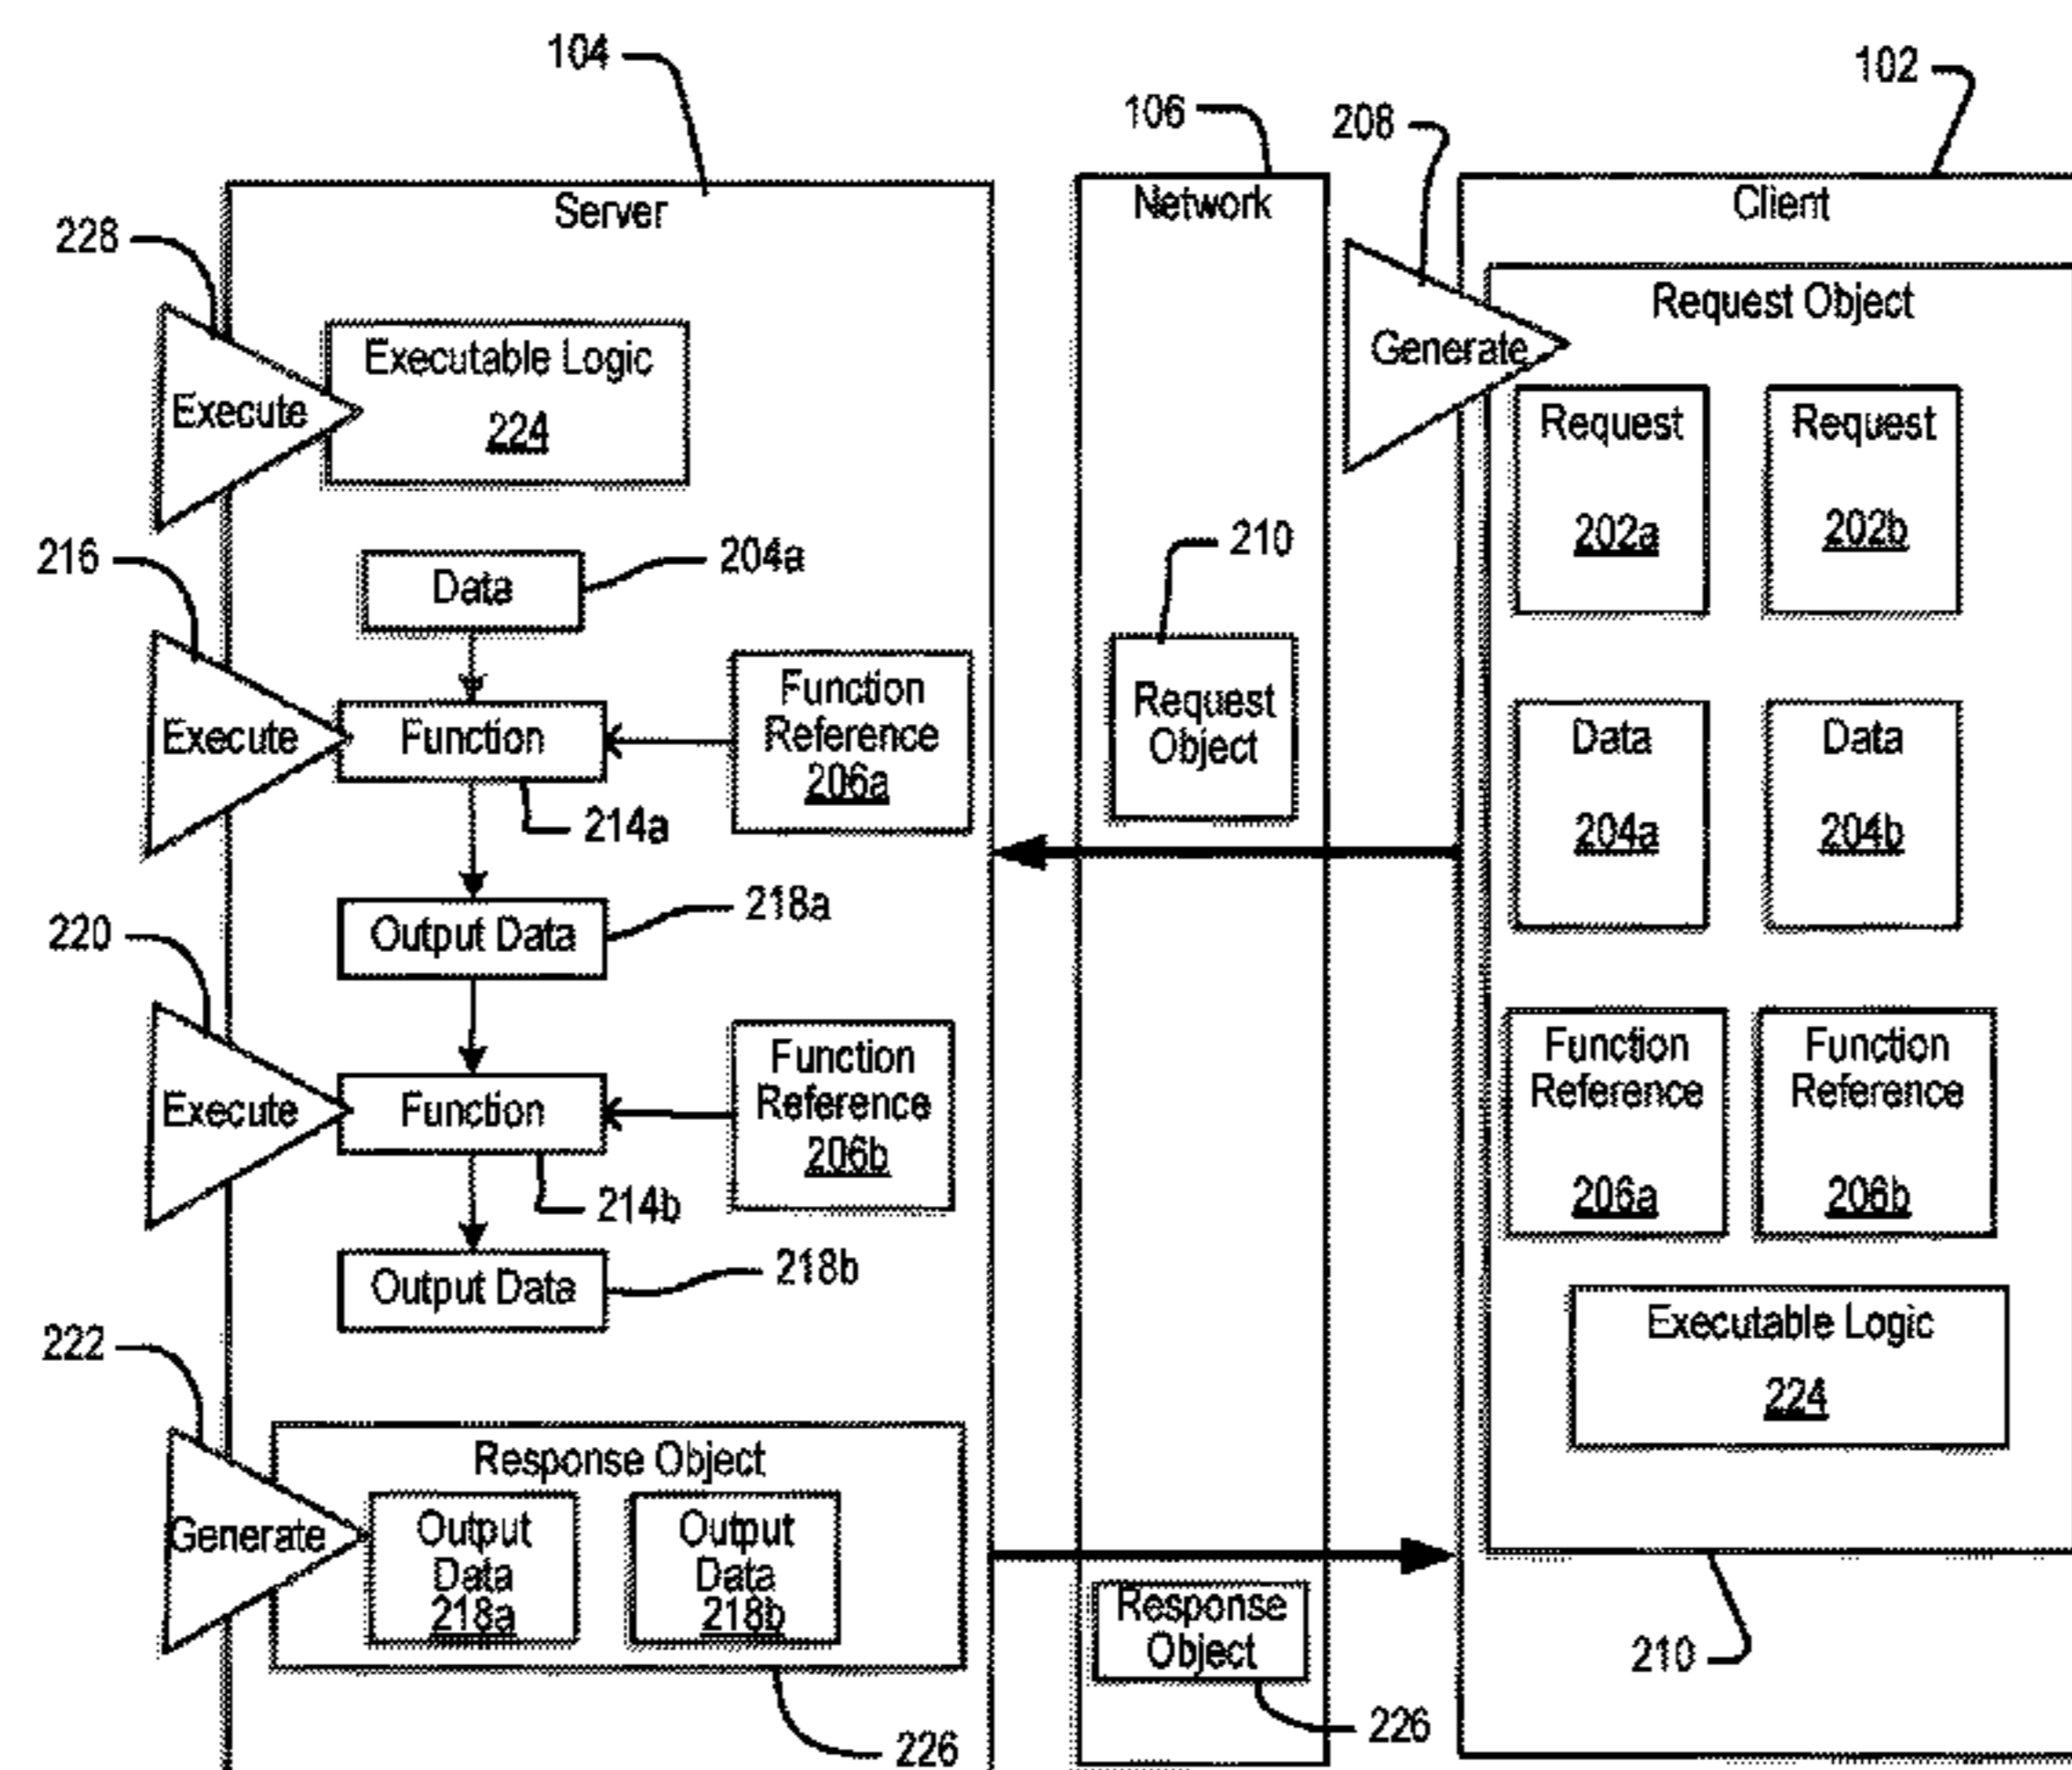 104
102
106
208
Server
Network
Client
228
Request Object
Generate
Executable Logic
224
Execute
Request
202a
Request
202b
210
216
204a
Data
Function
Reference
206a
Request
Object
Data
204a
Data
204b
Execute
Function
214a
218a
220
Output Data
Function
Reference
206b
Function
Reference
206a
Function
Reference
206b
Execute
Function
214b
218b
Output Data
Executable Logic
224
222
Response Object
Generate
Output
Data
218a
Output
Data
218b
Response
Object
210
226
226